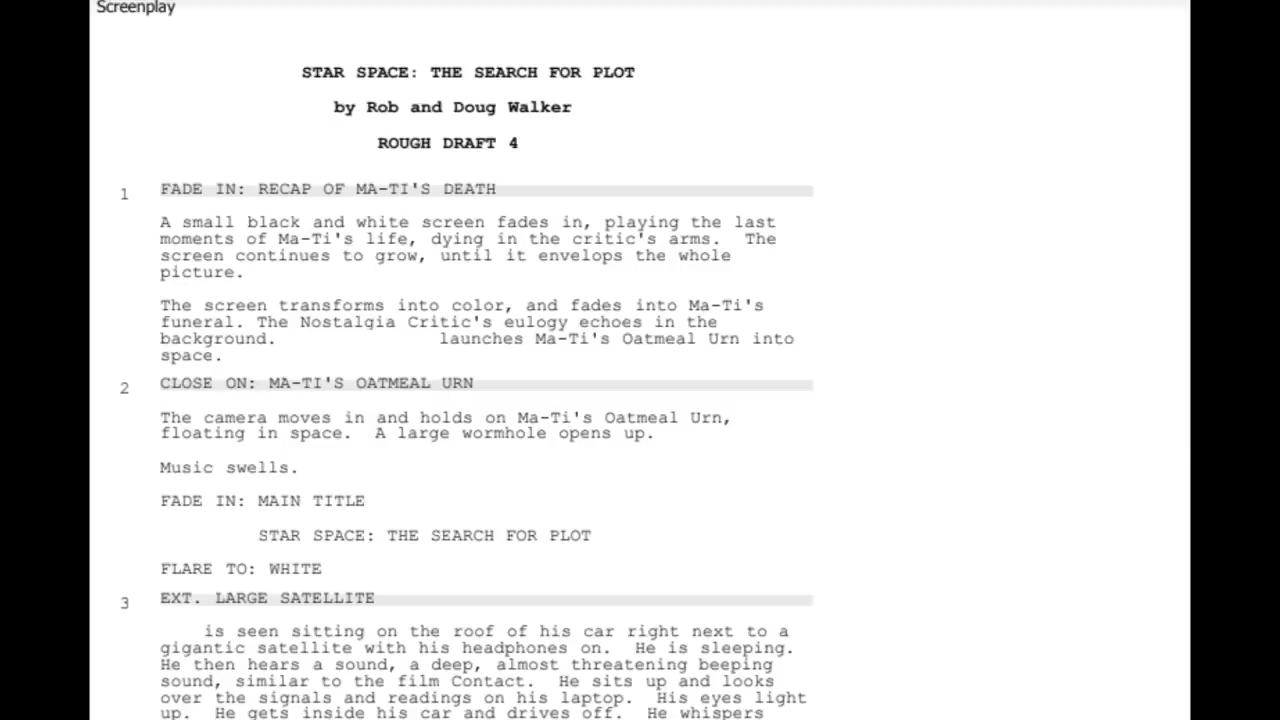 Screenplay
STAR SPACE: THE SEARCH FOR PLOT
by Rob and Doug Walker
ROUGH DRAFT 4
1 FADE IN: RECAP OF MA-TI'S DEATH
A small black and white screen fades in, playing the last
moments of Ma-Ti's life, dying in the critic's arms. The
screen continues to grow, until it envelops the whole
picture.
The screen transforms into color, and fades into Ma-Ti's
funeral. The Nostalgia Critic's eulogy echoes in the
background. launches Ma-Ti's Oatmeal Urn into
space.
2 CLOSE ON: MA-TI'S OATMEAL URN
The camera moves in and holds on Ma-Ti's Oatmeal Urn,
floating in space. A large wormhole opens up.
Music swells.
FADE IN: MAIN TITLE
STAR SPACE: THE SEARCH FOR PLOT
FLARE TO: WHITE
3 EXT. LARGE SATELLITE
is seen sitting on the roof of his car right next to a
gigantic satellite with his headphones on. He is sleeping.
He then hears a sound, a deep, almost threatening beeping
sound, similar to the film Contact. He sits up and looks
over the signals and readings on his laptop. His eyes light
up. He gets inside his car and drives off. He whispers